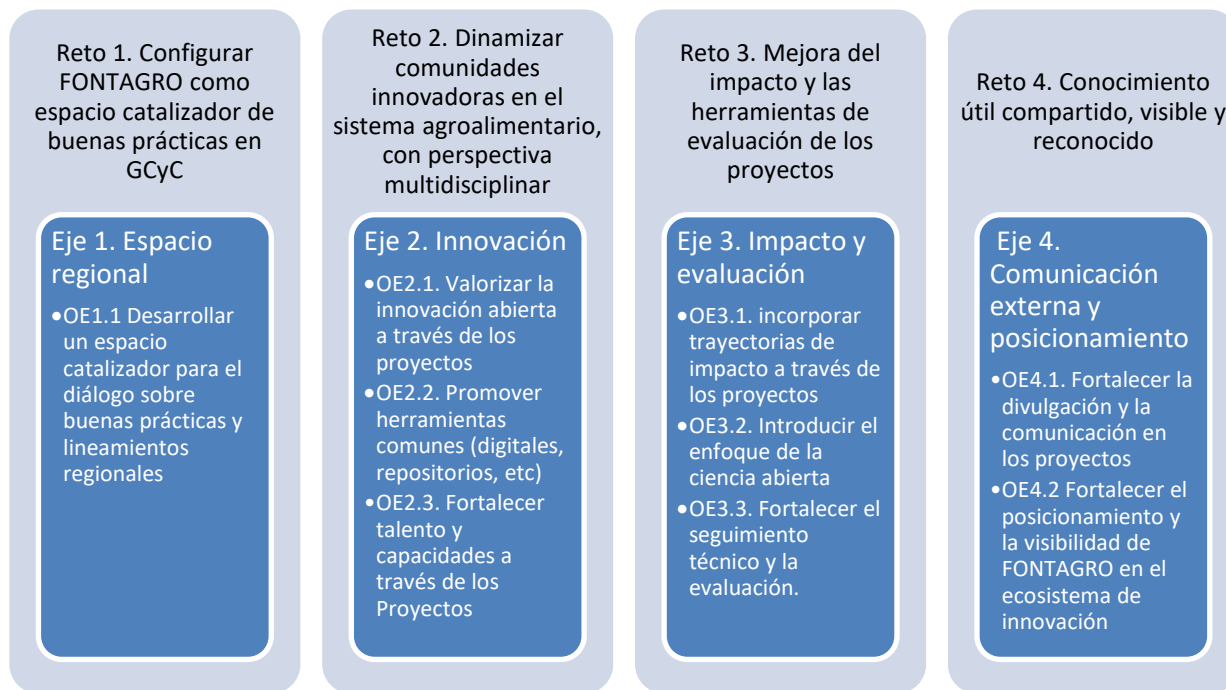 Reto 1. Configurar
FONTAGRO como
espacio catalizador de
buenas prácticas en
GCyC
Eje 1. Espacio
regional
•OE1.1 Desarrollar
un espacio
catalizador para el
diálogo sobre
buenas prácticas y
lineamientos
regionales
Reto 2. Dinamizar
comunidades
innovadoras en el
sistema agroalimentario,
con perspectiva
multidisciplinar
Eje 2. Innovación
•OE2.1. Valorizar la
innovación abierta
a través de los
proyectos
•OE2.2. Promover
herramientas
comunes (digitales,
repositorios, etc)
•OE2.3. Fortalecer
talento y
capacidades a
través de los
Proyectos
Reto 3. Mejora del
impacto y las
herramientas de
evaluación de los
proyectos
Eje 3. Impacto y
evaluación
•OE3.1. incorporar
trayectorias de
impacto a través de
los proyectos
•OE3.2. Introducir el
enfoque de la
ciencia abierta
•OE3.3. Fortalecer el
seguimiento
técnico y la
evaluación.
Reto 4. Conocimiento
útil compartido, visible y
reconocido
Eje 4.
Comunicación
externa y
posicionamiento
•OE4.1. Fortalecer la
divulgación y la
comunicación en
los proyectos
•OE4.2 Fortalecer el
posicionamiento y
la visibilidad de
FONTAGRO en el
ecosistema de
innovación